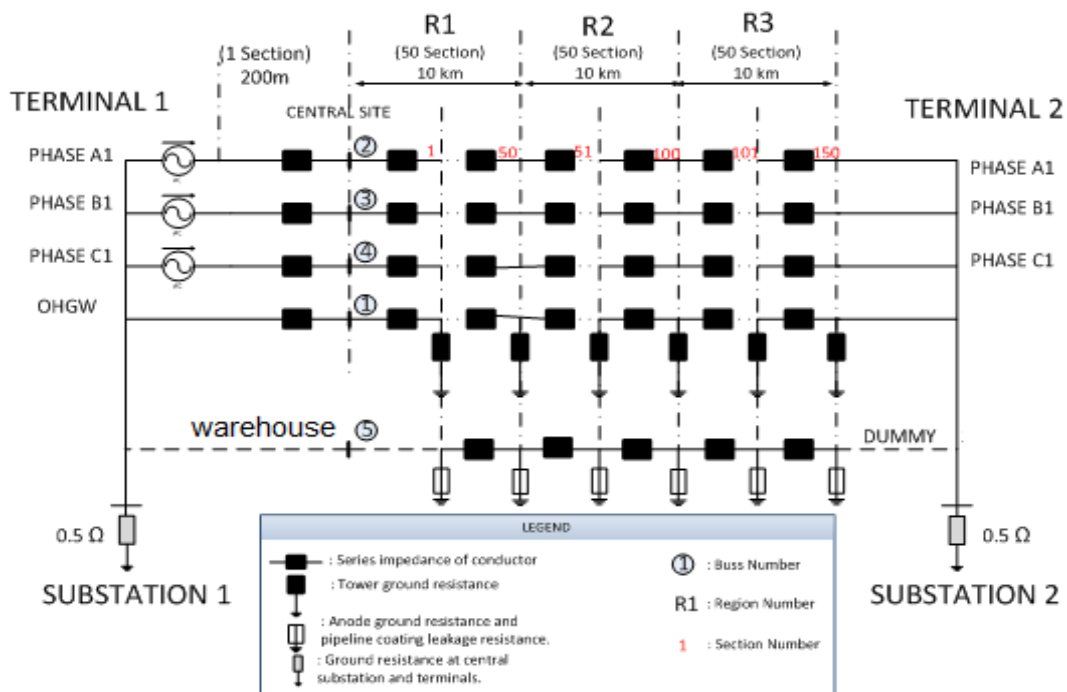 R1
R2
R3
(1 Section)
(50 Section)
(50 Section)
(50 Section)
200m
10 km
10 km
10 km
TERMINAL 1
TERMINAL 2
CENTRAL SITE
PHASE A1
2
1
50
51
100
101
150
PHASE A1
PHASE B1
3
PHASE B1
PHASE C1
4
PHASE C1
OHGW
1
warehouse
5
DUMMY
0.5 Ω
0.5 Ω
SUBSTATION 1
SUBSTATION 2
LEGEND
: Series impedance of conductor
: Tower ground resistance
: Anode ground resistance and
pipeline coating leakage resistance.
: Ground resistance at central
substation and terminals.
1 : Buss Number
R1 : Region Number
1 : Section Number